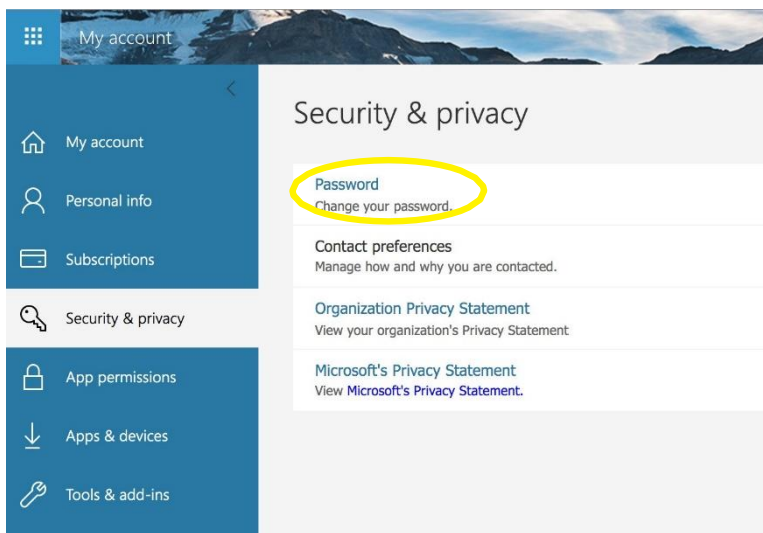 My account
My account
Personal info
Subscriptions
Security & privacy
App permissions
Apps & devices
Tools & add-ins
Security & privacy
Password
Change your password.
Contact preferences
Manage how and why you are contacted.
Organization Privacy Statement
View your organization's Privacy Statement
Microsoft's Privacy Statement
View Microsoft's Privacy Statement.